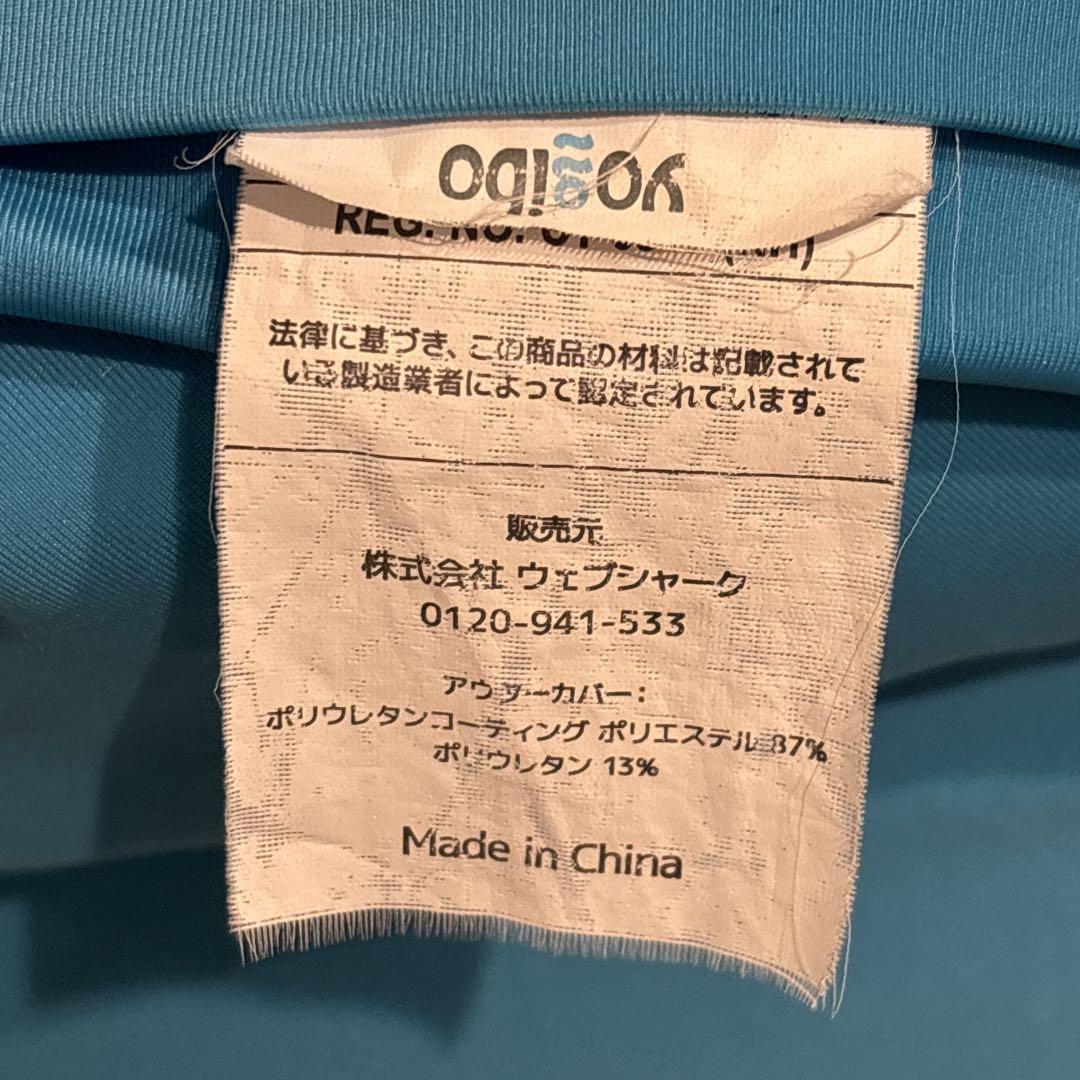 yogibo
REG. NO.
法律に基づき、この商品の材料は記載されて
いる製造業者によって認定されています。
販売元
株式会社 ウェブシャーク
0120-941-533
アウターカバー：
ポリウレタンコーティング ポリエステル 87%
ポリウレタン 13%
Made in China